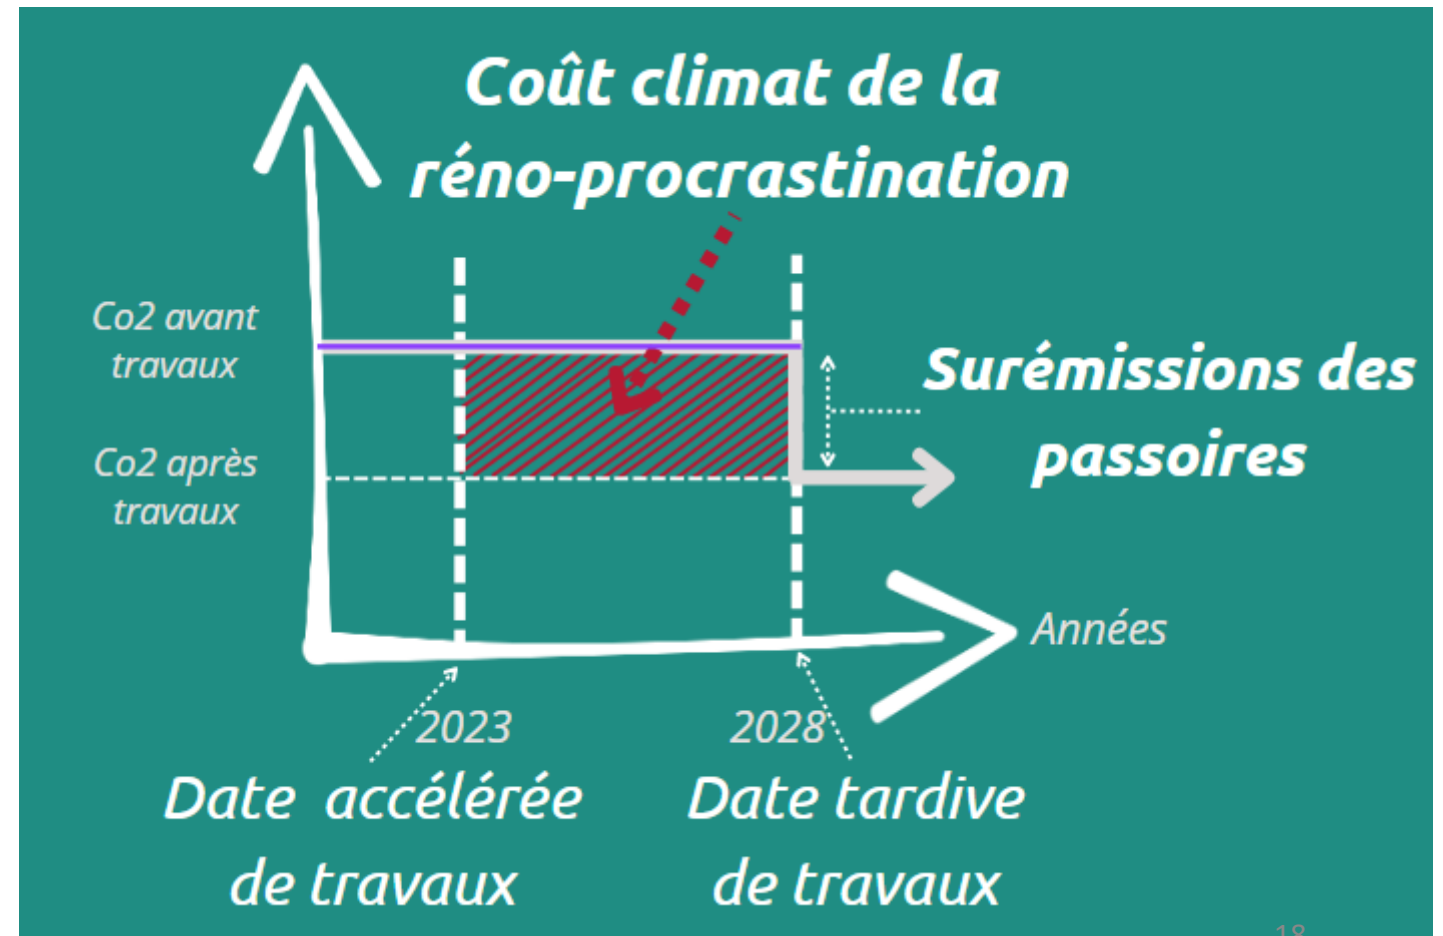 Coût climat de la
réno-procrastination
Co2 avant
travaux
Surémissions des
passoires
Co2 après
travaux
Années
2023
2028
Date accélérée
de travaux
Date tardive
de travaux
18